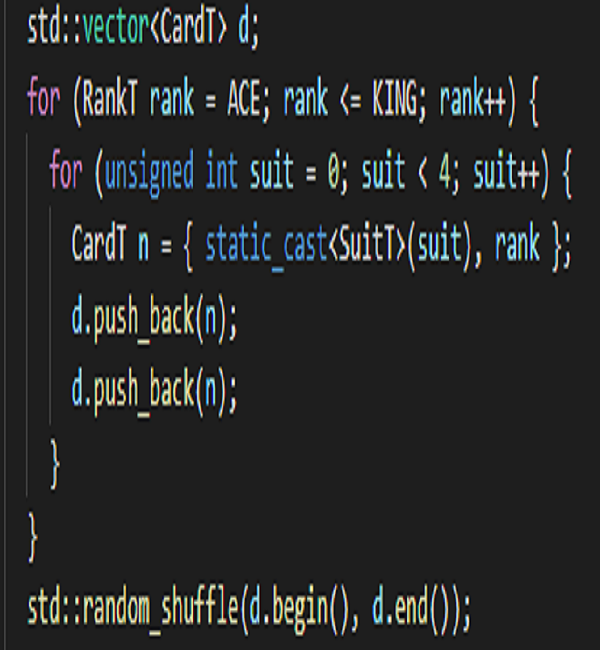 std::vector<CardT> d;
for (RankT rank = ACE; rank <= KING; rank++) {
for (unsigned int suit = 0; suit < 4; suit++) {
CardT n = { static_cast<SuitT>(suit), rank };
d.push_back(n);
d.push_back(n);
}
}
std::random_shuffle(d.begin(), d.end());